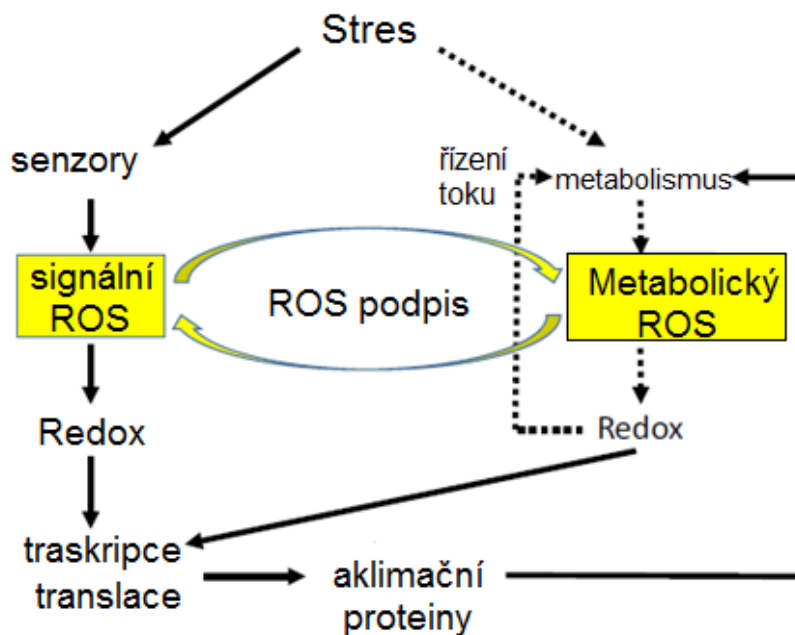 Stres
senzory
řízení
toku
metabolismus
signální
ROS
ROS podpis
Metabolický
ROS
Redox
Redox
traskripce
translace
aklimační
proteiny